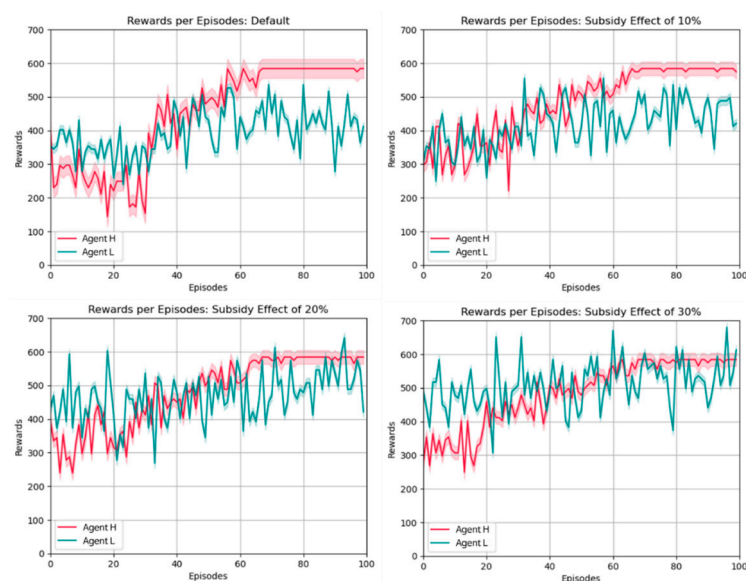 Rewards per Episodes: Default
700
600
500
400
300
200
100
0
Rewards
Agent H
Agent L
0 20 40 60 80 100
Episodes
Rewards per Episodes: Subsidy Effect of 10%
700
600
500
400
300
200
100
0
Rewards
Agent H
Agent L
0 20 40 60 80 100
Episodes
Rewards per Episodes: Subsidy Effect of 20%
700
600
500
400
300
200
100
0
Rewards
Agent H
Agent L
0 20 40 60 80 100
Episodes
Rewards per Episodes: Subsidy Effect of 30%
700
600
500
400
300
200
100
0
Rewards
Agent H
Agent L
0 20 40 60 80 100
Episodes